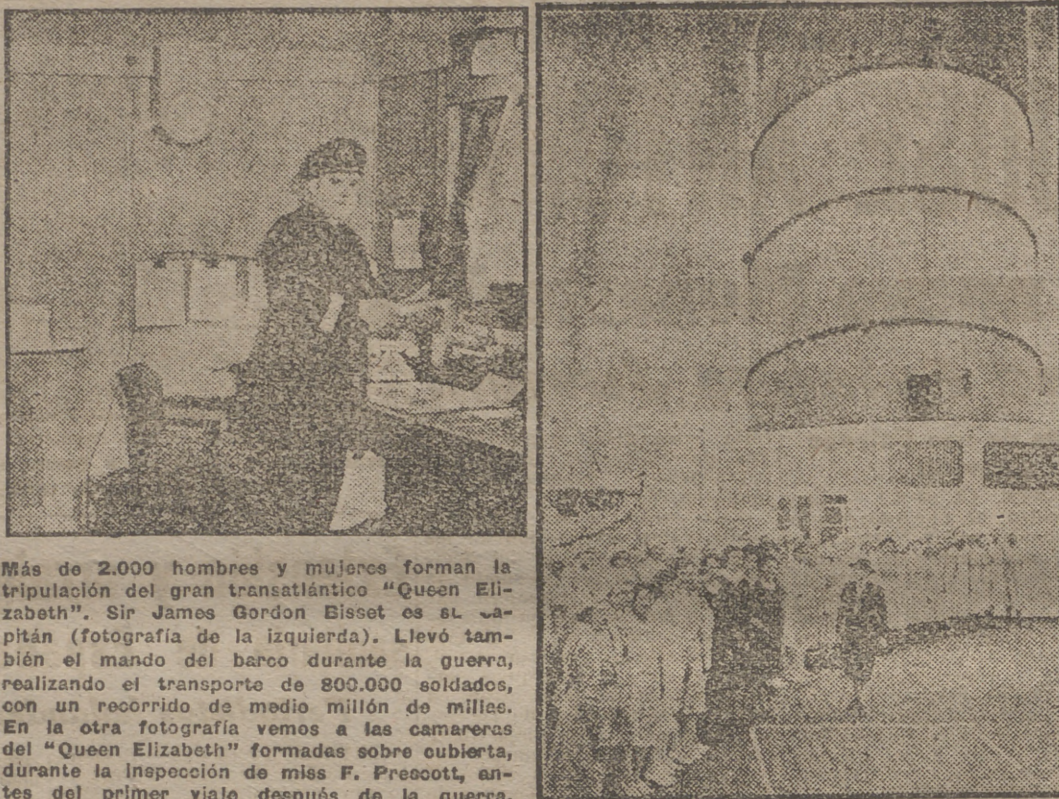 Más de 2.000 hombres y mujeres forman la
tripulación del gran transatlántico “Queen Eli-
zabeth”. Sir James Gordon Bisset es su ca-
pitán (fotografía de la izquierda). Llevó tam-
bién el mando del barco durante la guerra,
realizando el transporte de 800.000 soldados,
con un recorrido de medio millón de millas.
En la otra fotografía vemos a las camareras
del “Queen Elizabeth” formadas sobre cubierta,
durante la inspección de miss F. Prescott, an-
tes del primer viaje después de la guerra.